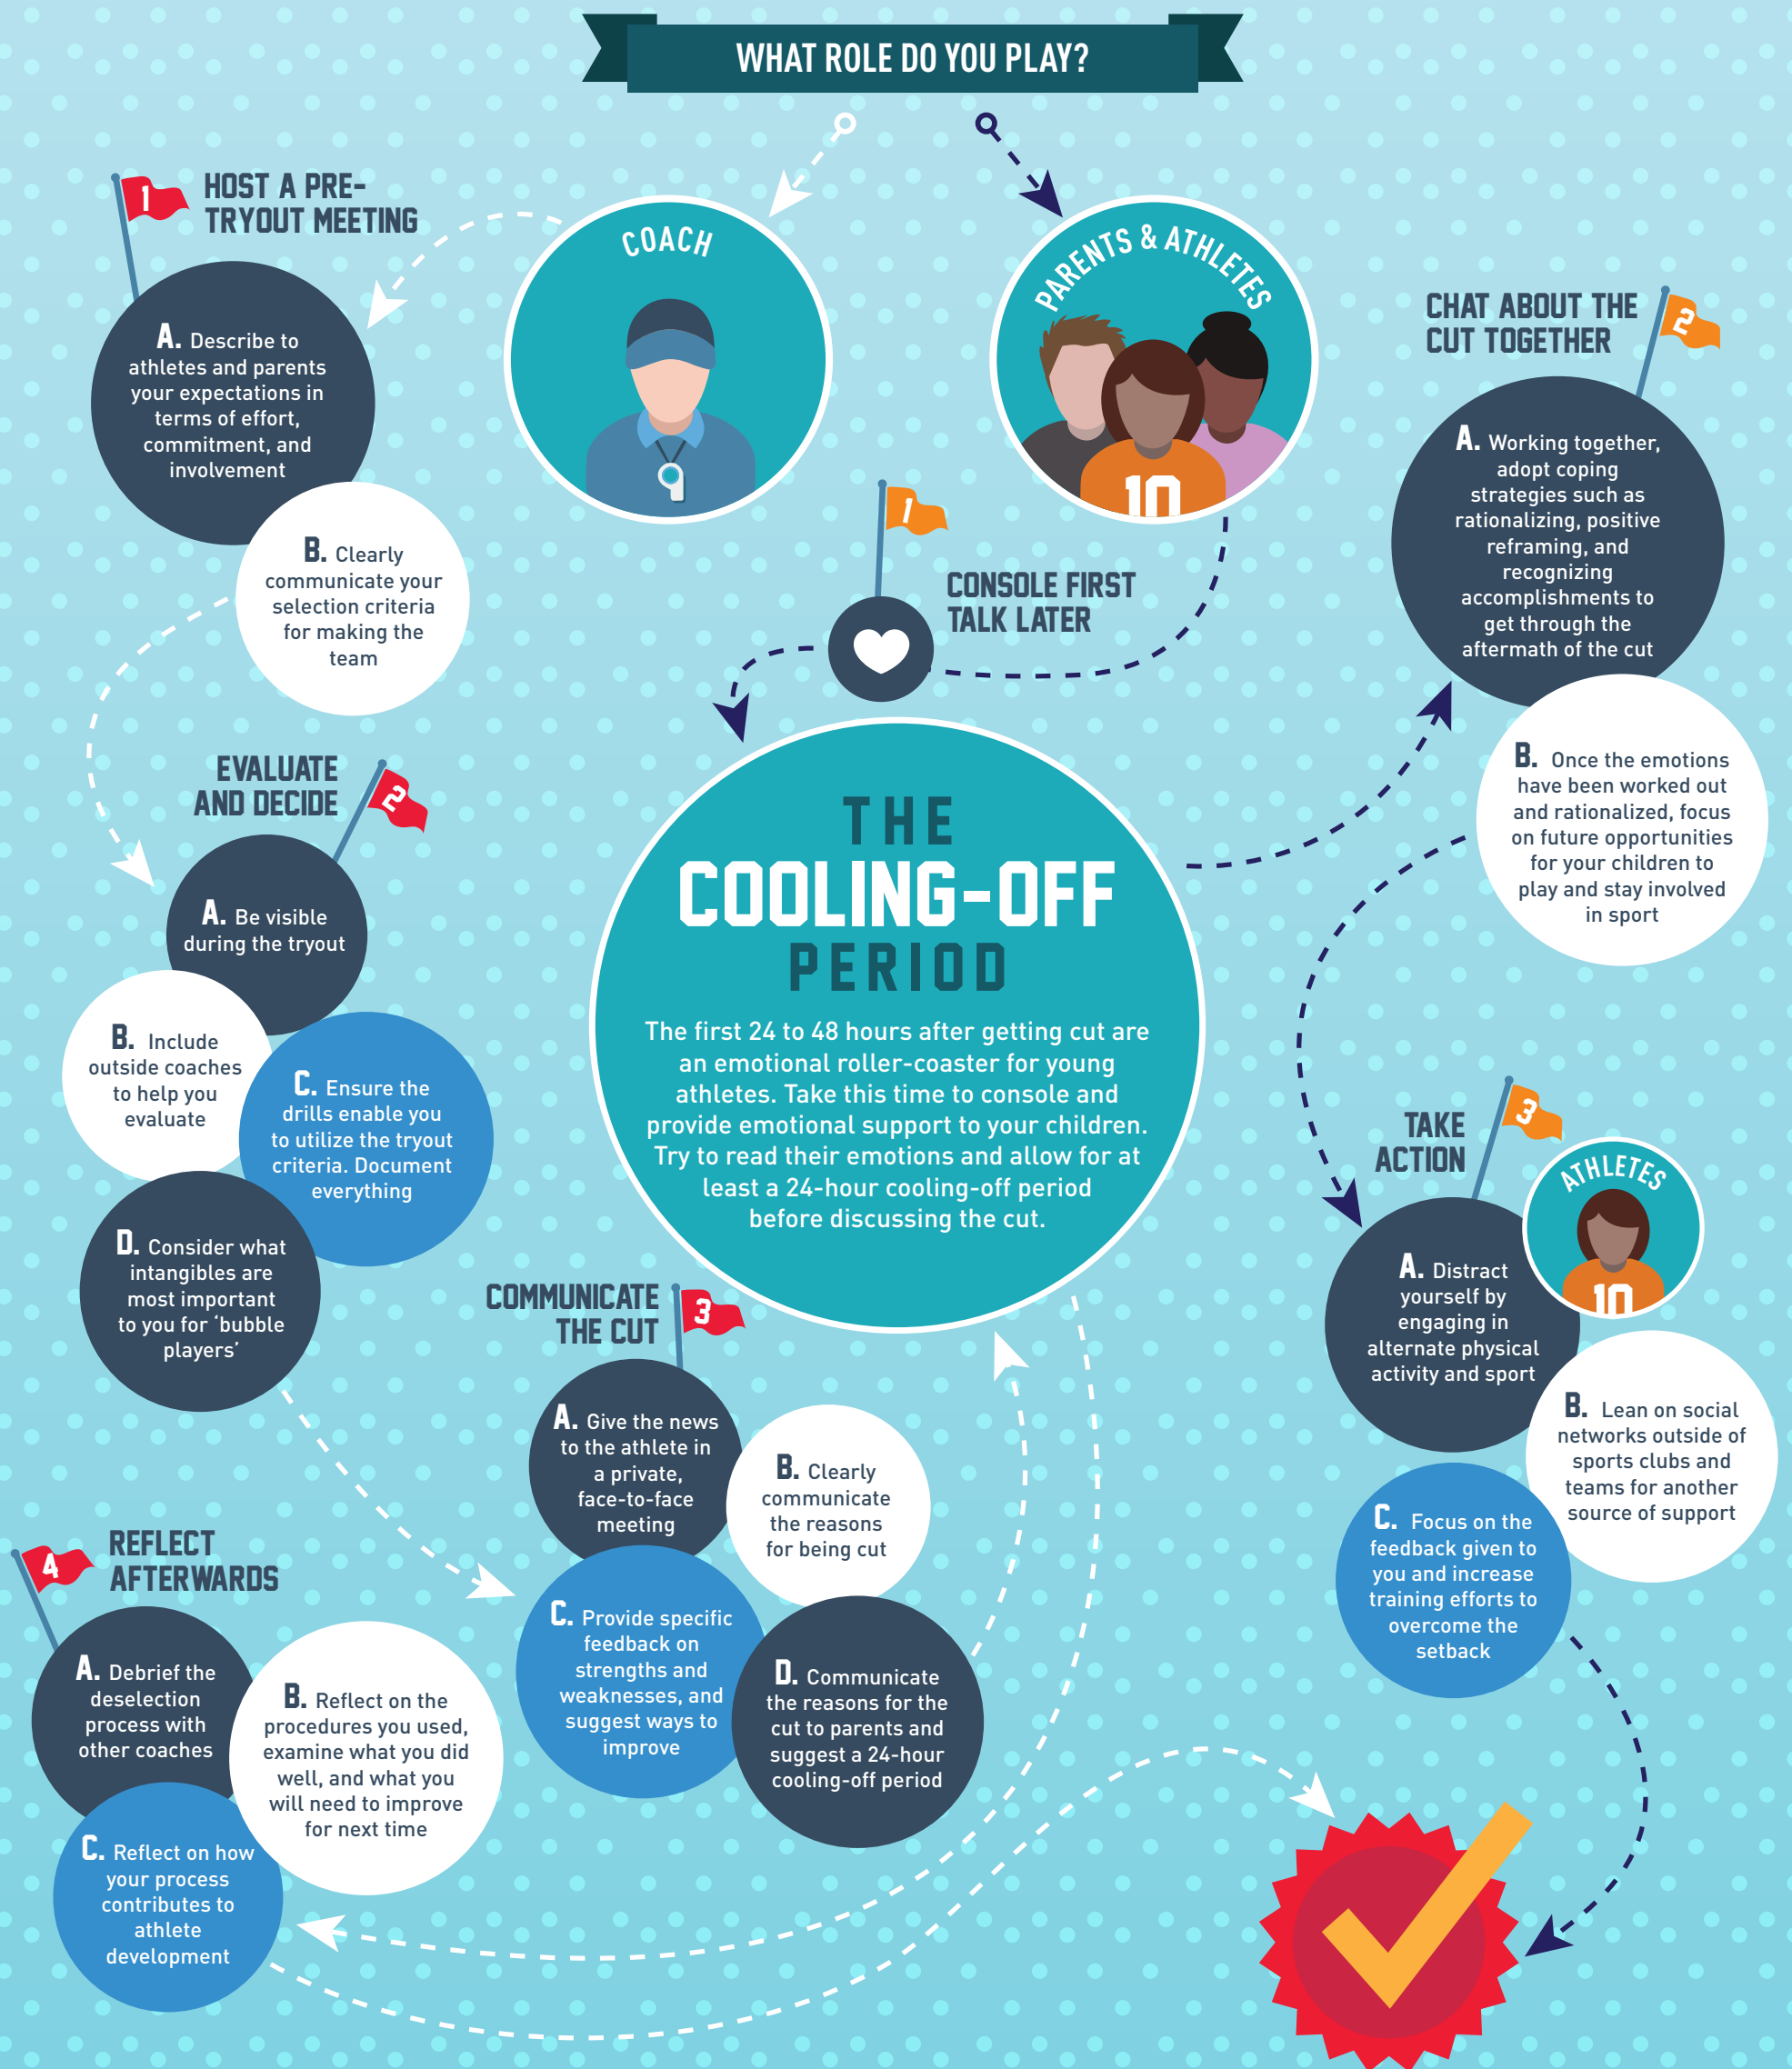 WHAT ROLE DO YOU PLAY?
COACH
PARENTS & ATHLETES
10
1
HOST A PRE-
TRYOUT MEETING
A. Describe to
athletes and parents
your expectations in
terms of effort,
commitment, and
involvement
B. Clearly
communicate your
selection criteria
for making the
team
2
EVALUATE
AND DECIDE
A. Be visible
during the tryout
B. Include
outside coaches
to help you
evaluate
C. Ensure the
drills enable you
to utilize the tryout
criteria. Document
everything
D. Consider what
intangibles are
most important
to you for ‘bubble
players’
3
COMMUNICATE
THE CUT
A. Give the news
to the athlete in
a private,
face-to-face
meeting
B. Clearly
communicate
the reasons
for being cut
C. Provide specific
feedback on
strengths and
weaknesses, and
suggest ways to
improve
D. Communicate
the reasons for the
cut to parents and
suggest a 24-hour
cooling-off period
4
REFLECT
AFTERWARDS
A. Debrief the
deselection
process with
other coaches
B. Reflect on the
procedures you used,
examine what you did
well, and what you
will need to improve
for next time
C. Reflect on how
your process
contributes to
athlete
development
1
CONSOLE FIRST
TALK LATER
THE
COOLING-OFF
PERIOD
The first 24 to 48 hours after getting cut are
an emotional roller-coaster for young
athletes. Take this time to console and
provide emotional support to your children.
Try to read their emotions and allow for at
least a 24-hour cooling-off period
before discussing the cut.
2
CHAT ABOUT THE
CUT TOGETHER
A. Working together,
adopt coping
strategies such as
rationalizing, positive
reframing, and
recognizing
accomplishments to
get through the
aftermath of the cut
B. Once the emotions
have been worked out
and rationalized, focus
on future opportunities
for your children to
play and stay involved
in sport
3
TAKE
ACTION
ATHLETES
10
A. Distract
yourself by
engaging in
alternate physical
activity and sport
B. Lean on social
networks outside of
sports clubs and
teams for another
source of support
C. Focus on the
feedback given to
you and increase
training efforts to
overcome the
setback